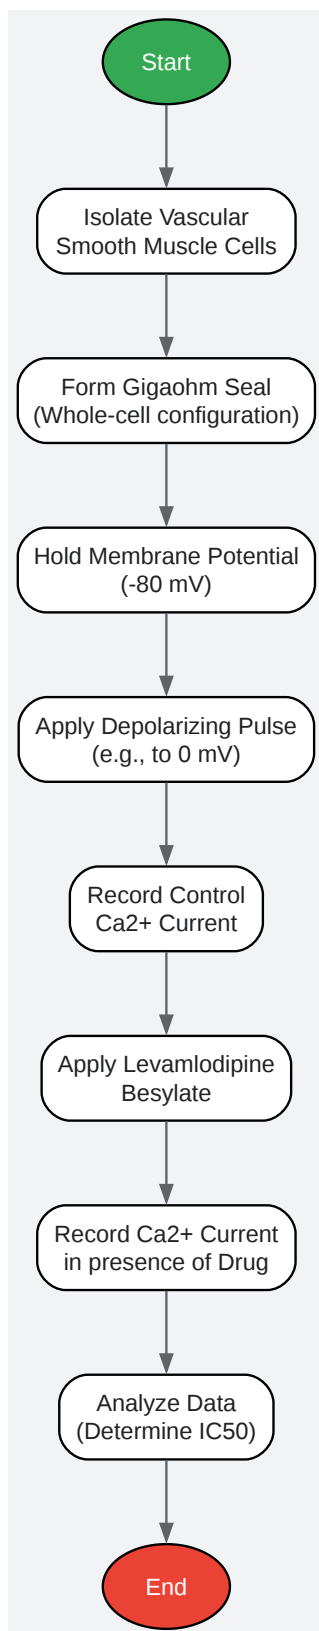 Start
Isolate Vascular
Smooth Muscle Cells
Form Gigaohm Seal
(Whole-cell configuration)
Hold Membrane Potential
(-80 mV)
Apply Depolarizing Pulse
(e.g., to 0 mV)
Record Control
Ca2+ Current
Apply Levamlodipine
Besylate
Record Ca2+ Current
in presence of Drug
Analyze Data
(Determine IC50)
End